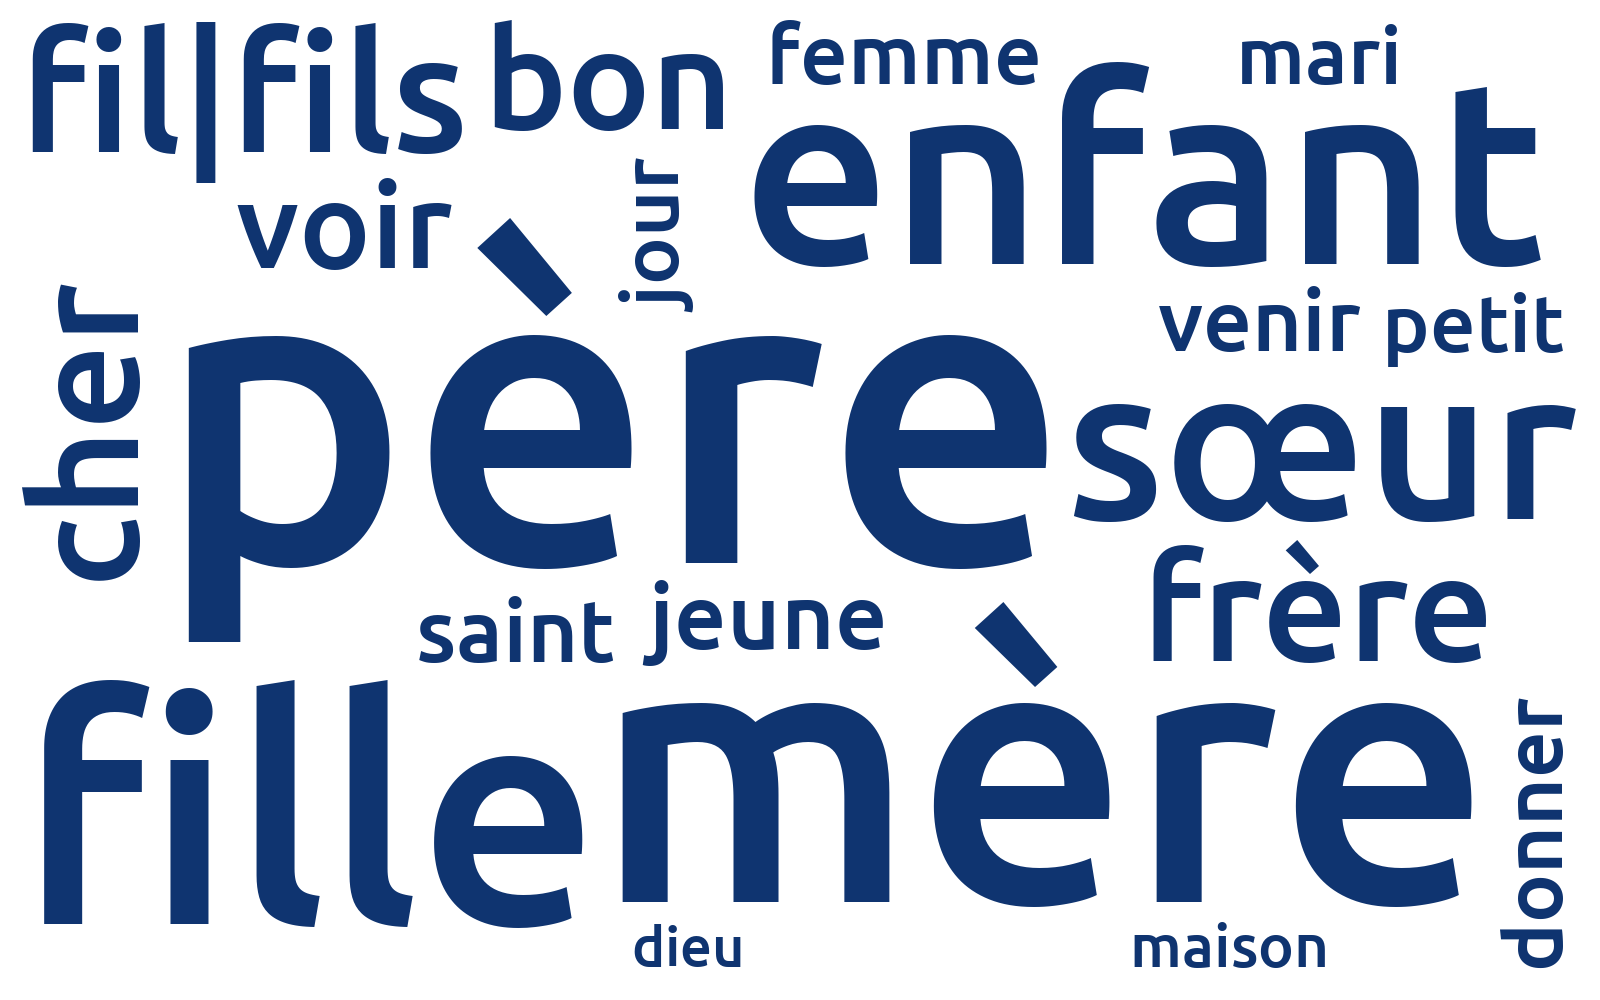 fil|fils
bon
femme
mari
enfant
voir
jour
venir
petit
cher
père
sœur
frère
saint
jeune
fille
mère
donner
dieu
maison